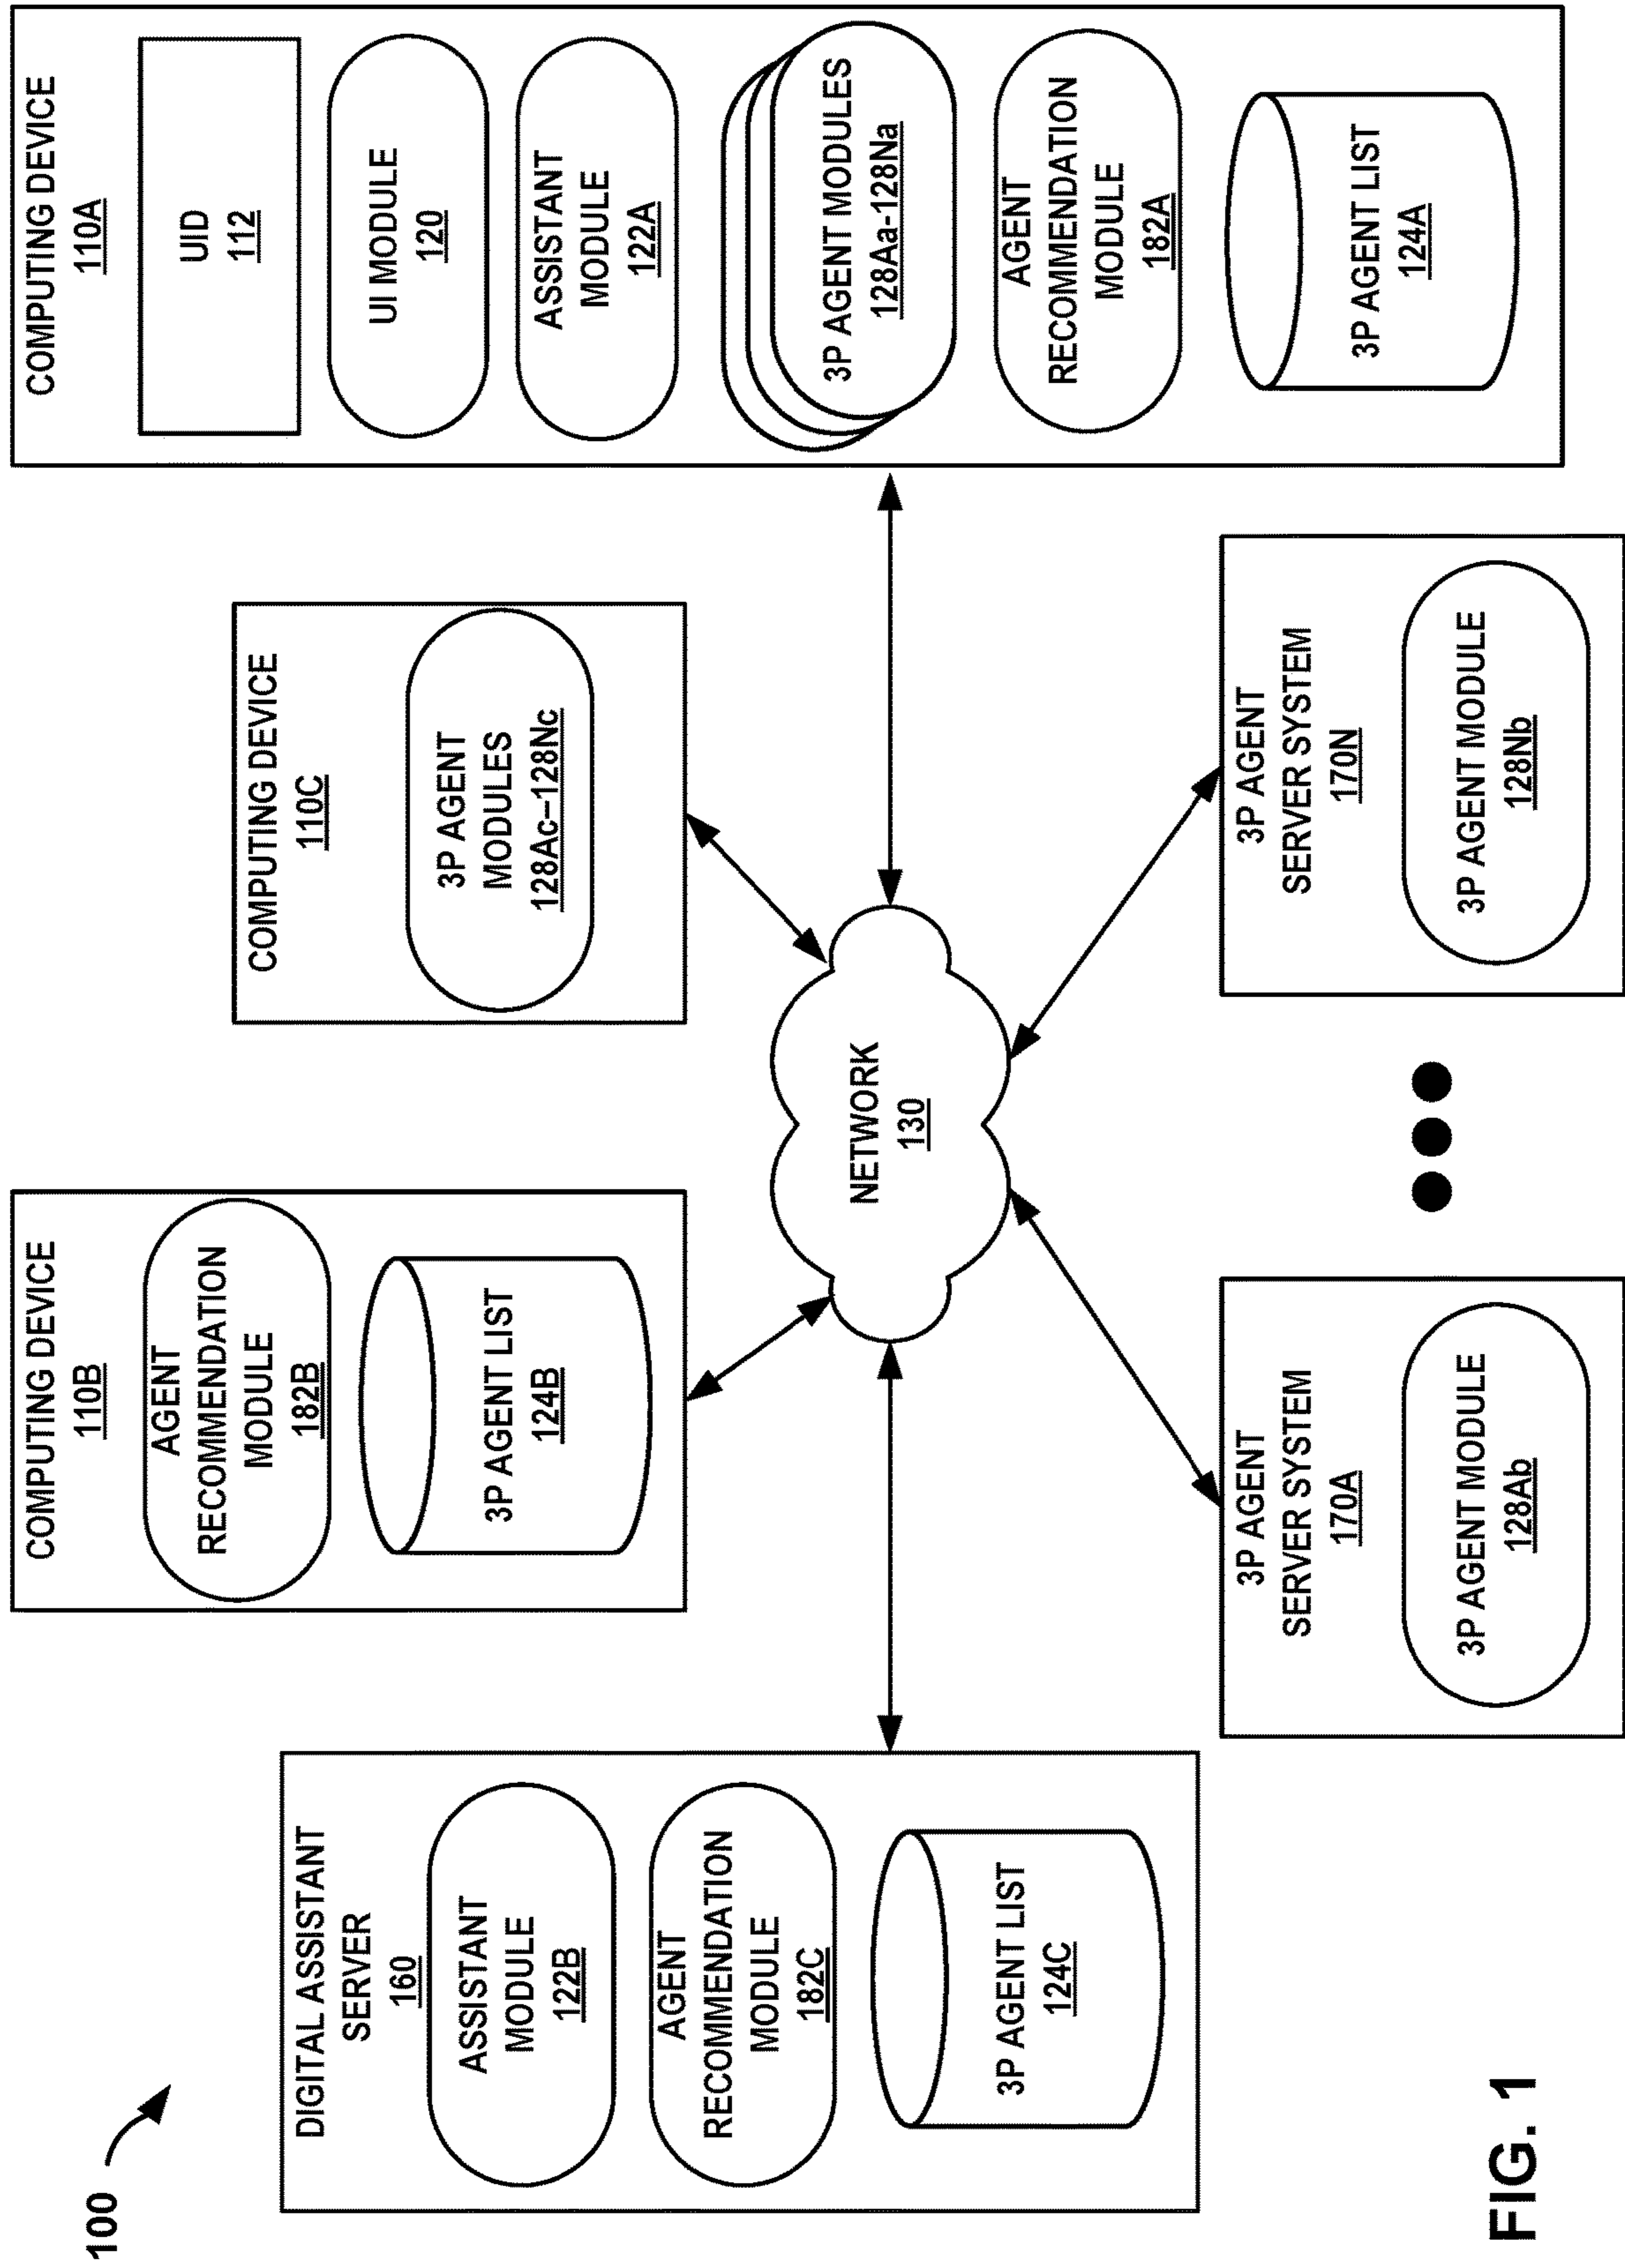 100
DIGITAL ASSISTANT
SERVER
160
ASSISTANT
MODULE
122B
AGENT
RECOMMENDATION
MODULE
182C
3P AGENT LIST
124C
COMPUTING DEVICE
110B
AGENT
RECOMMENDATION
MODULE
182B
3P AGENT LIST
124B
COMPUTING DEVICE
110C
3P AGENT
MODULES
128Ac–128Nc
COMPUTING DEVICE
110A
UID
112
UI MODULE
120
ASSISTANT
MODULE
122A
3P AGENT MODULES
128Aa-128Na
AGENT
RECOMMENDATION
MODULE
182A
3P AGENT LIST
124A
NETWORK
130
3P AGENT
SERVER SYSTEM
170A
3P AGENT MODULE
128Ab
3P AGENT
SERVER SYSTEM
170N
3P AGENT MODULE
128Nb
FIG. 1